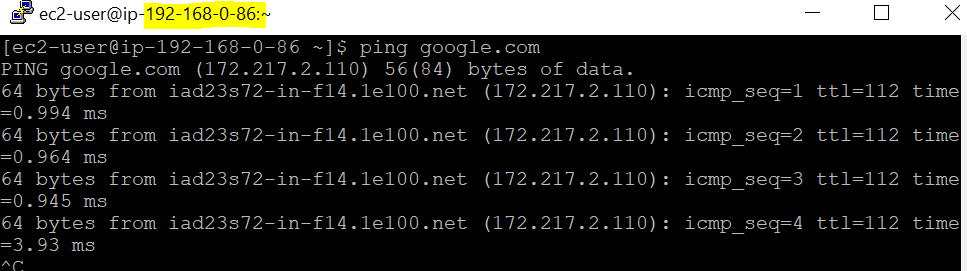 ec2-user@ip-192-168-0-86:~
[ec2-user@ip-192-168-0-86 ~]$ ping google.com
PING google.com (172.217.2.110) 56(84) bytes of data.
64 bytes from iad23s72-in-f14.1e100.net (172.217.2.110): icmp_seq=1 ttl=112 time
=0.994 ms
64 bytes from iad23s72-in-f14.1e100.net (172.217.2.110): icmp_seq=2 ttl=112 time
=0.964 ms
64 bytes from iad23s72-in-f14.1e100.net (172.217.2.110): icmp_seq=3 ttl=112 time
=0.945 ms
64 bytes from iad23s72-in-f14.1e100.net (172.217.2.110): icmp_seq=4 ttl=112 time
=3.93 ms
^C